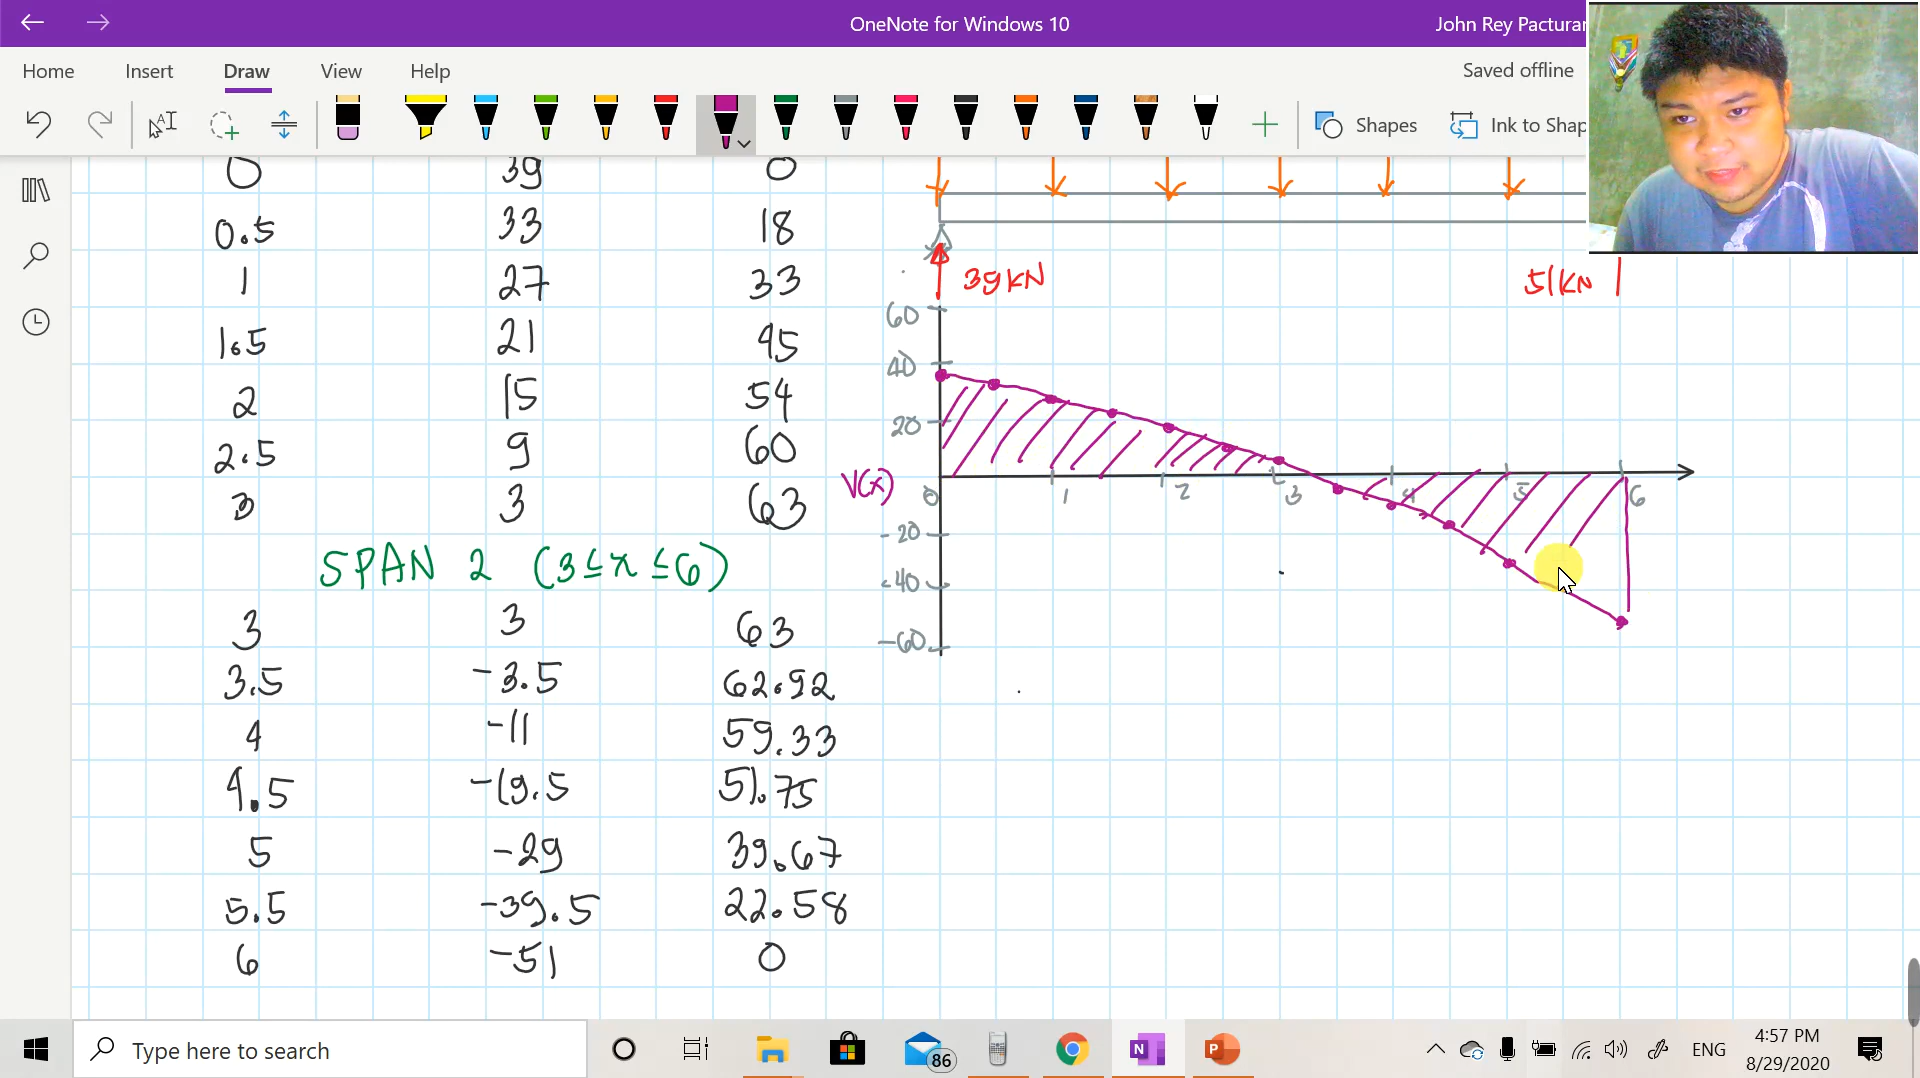 OneNote for Windows 10
John Rey Pacturan
Home Insert Draw View Help
Saved offline
Shapes
Ink to Shap
0 39 0
0.5 33 18
1 27 33
1.5 21 45
2 15 54
2.5 9 60
3 3 63
SPAN 2 (3≤x≤6)
3 3 63
3.5 -3.5 62.92
4 -11 59.33
4.5 -19.5 51.75
5 -29 39.67
5.5 -39.5 22.58
6 -51 0
39kN
51kN
60
40
20
V(x) 0 1 2 3 4 5 6
-20
-40
-60
Type here to search
86
N
P
ENG
4:57 PM
8/29/2020